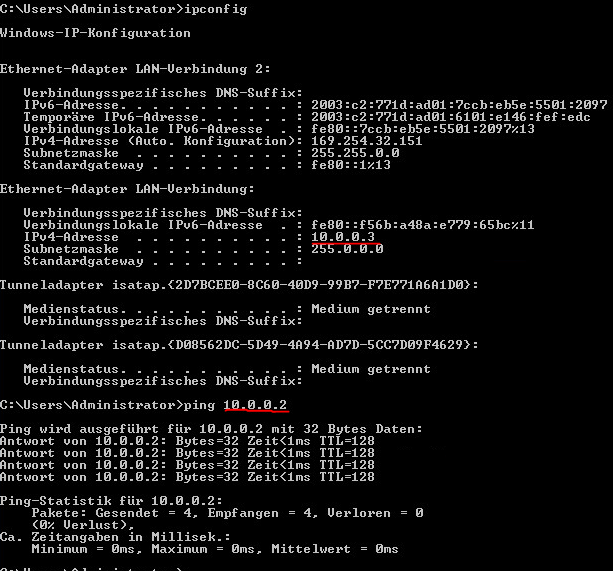 C:\Users\Administrator>ipconfig
Windows-IP-Konfiguration
Ethernet-Adapter LAN-Verbindung 2:
Verbindungsspezifisches DNS-Suffix:
IPv6-Adresse. . . . . . . . . . . : 2003:c2:771d:ad01:7ccb:eb5e:5501:2097
Temporäre IPv6-Adresse. . . . . . : 2003:c2:771d:ad01:6101:e146:fef:edc
Verbindungslokale IPv6-Adresse  . : fe80::7ccb:eb5e:5501:2097%13
IPv4-Adresse (Auto. Konfiguration): 169.254.32.151
Subnetzmaske  . . . . . . . . . . : 255.255.0.0
Standardgateway . . . . . . . . . : fe80::1%13
Ethernet-Adapter LAN-Verbindung:
Verbindungsspezifisches DNS-Suffix:
Verbindungslokale IPv6-Adresse  . : fe80::f56b:a48a:e779:65bc%11
IPv4-Adresse  . . . . . . . . . . : 10.0.0.3
Subnetzmaske  . . . . . . . . . . : 255.0.0.0
Standardgateway . . . . . . . . . :
Tunneladapter isatap.{2D7BCEE0-8C60-40D9-99B7-F7E771A6A1D0}:
Medienstatus. . . . . . . . . . . : Medium getrennt
Verbindungsspezifisches DNS-Suffix:
Tunneladapter isatap.{D08562DC-5D49-4A94-AD7D-5CC7D09F4629}:
Medienstatus. . . . . . . . . . . : Medium getrennt
Verbindungsspezifisches DNS-Suffix:
C:\Users\Administrator>ping 10.0.0.2
Ping wird ausgeführt für 10.0.0.2 mit 32 Bytes Daten:
Antwort von 10.0.0.2: Bytes=32 Zeit<1ms TTL=128
Antwort von 10.0.0.2: Bytes=32 Zeit<1ms TTL=128
Antwort von 10.0.0.2: Bytes=32 Zeit<1ms TTL=128
Antwort von 10.0.0.2: Bytes=32 Zeit<1ms TTL=128
Ping-Statistik für 10.0.0.2:
Pakete: Gesendet = 4, Empfangen = 4, Verloren = 0
(0% Verlust),
Ca. Zeitangaben in Millisek.:
Minimum = 0ms, Maximum = 0ms, Mittelwert = 0ms
C:\Users\Administrator>